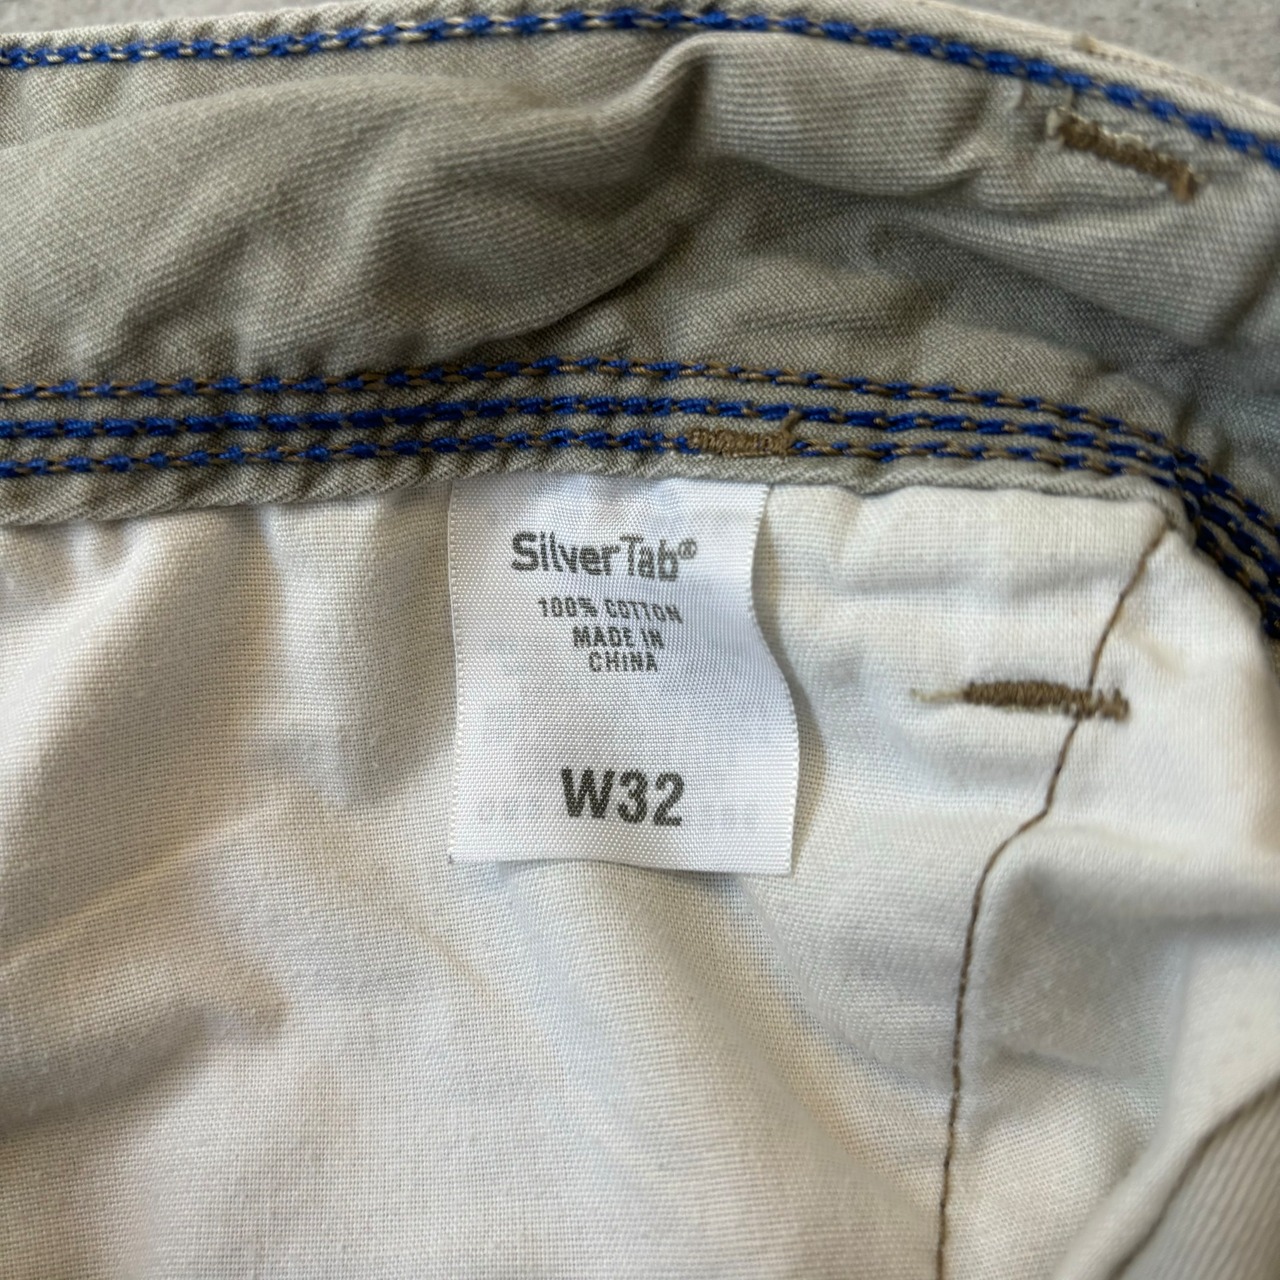 SilverTab®
100% COTTON
MADE IN
CHINA
W32